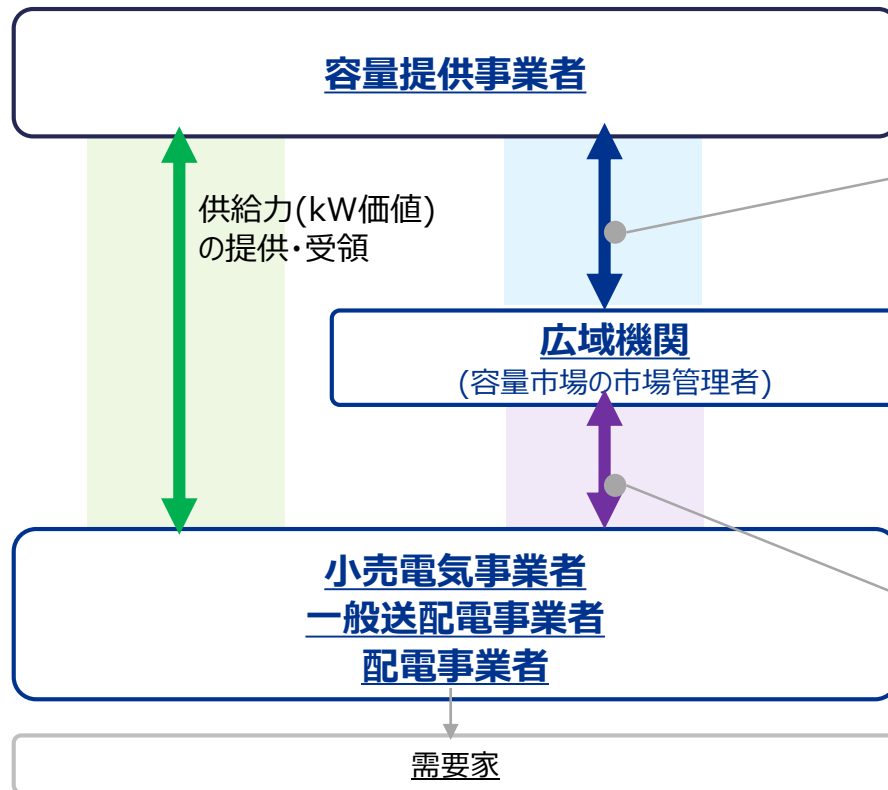 容量提供事業者
供給力(kW価値)
の提供・受領
広域機関
(容量市場の市場管理者)
小売電気事業者
一般送配電事業者
配電事業者
需要家